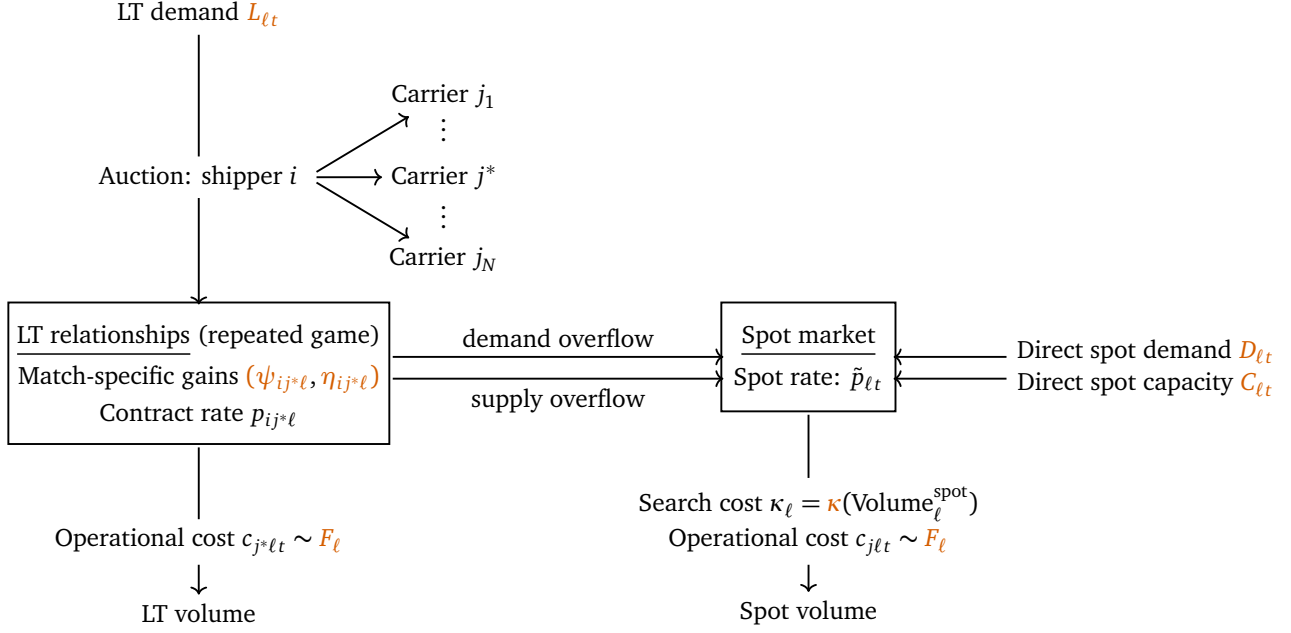 LT demand L_{ℓt}
Carrier j_1
⋮
Auction: shipper i
Carrier j*
⋮
Carrier j_N
LT relationships (repeated game)
Match-specific gains (ψ_{ij*ℓ}, η_{ij*ℓ})
Contract rate p_{ij*ℓ}
demand overflow
supply overflow
Spot market
Spot rate: p̃_{ℓt}
Direct spot demand D_{ℓt}
Direct spot capacity C_{ℓt}
Operational cost c_{j*ℓt} ∼ F_ℓ
LT volume
Search cost κ_ℓ = κ(Volume_ℓ^{spot})
Operational cost c_{jℓt} ∼ F_ℓ
Spot volume